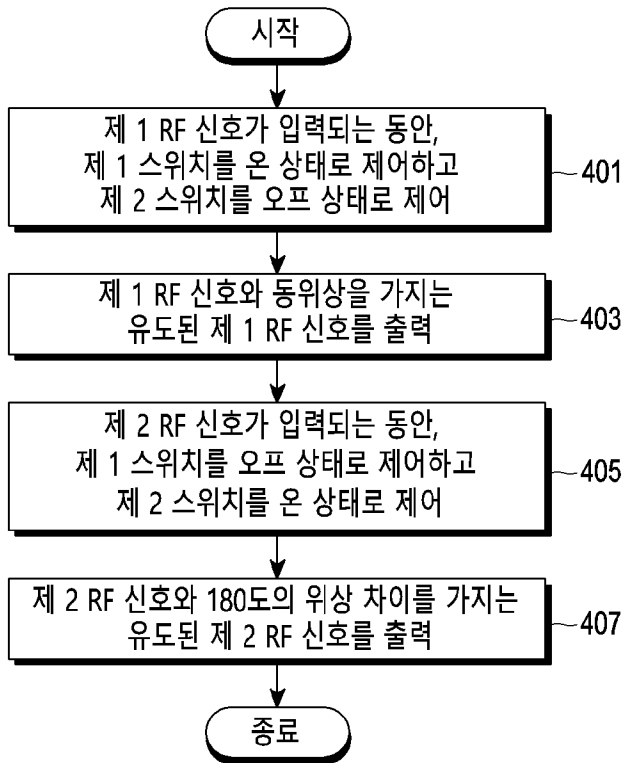 시작
제 1 RF 신호가 입력되는 동안,
제 1 스위치를 온 상태로 제어하고
제 2 스위치를 오프 상태로 제어
401
제 1 RF 신호와 동위상을 가지는
유도된 제 1 RF 신호를 출력
403
제 2 RF 신호가 입력되는 동안,
제 1 스위치를 오프 상태로 제어하고
제 2 스위치를 온 상태로 제어
405
제 2 RF 신호와 180도의 위상 차이를 가지는
유도된 제 2 RF 신호를 출력
407
종료